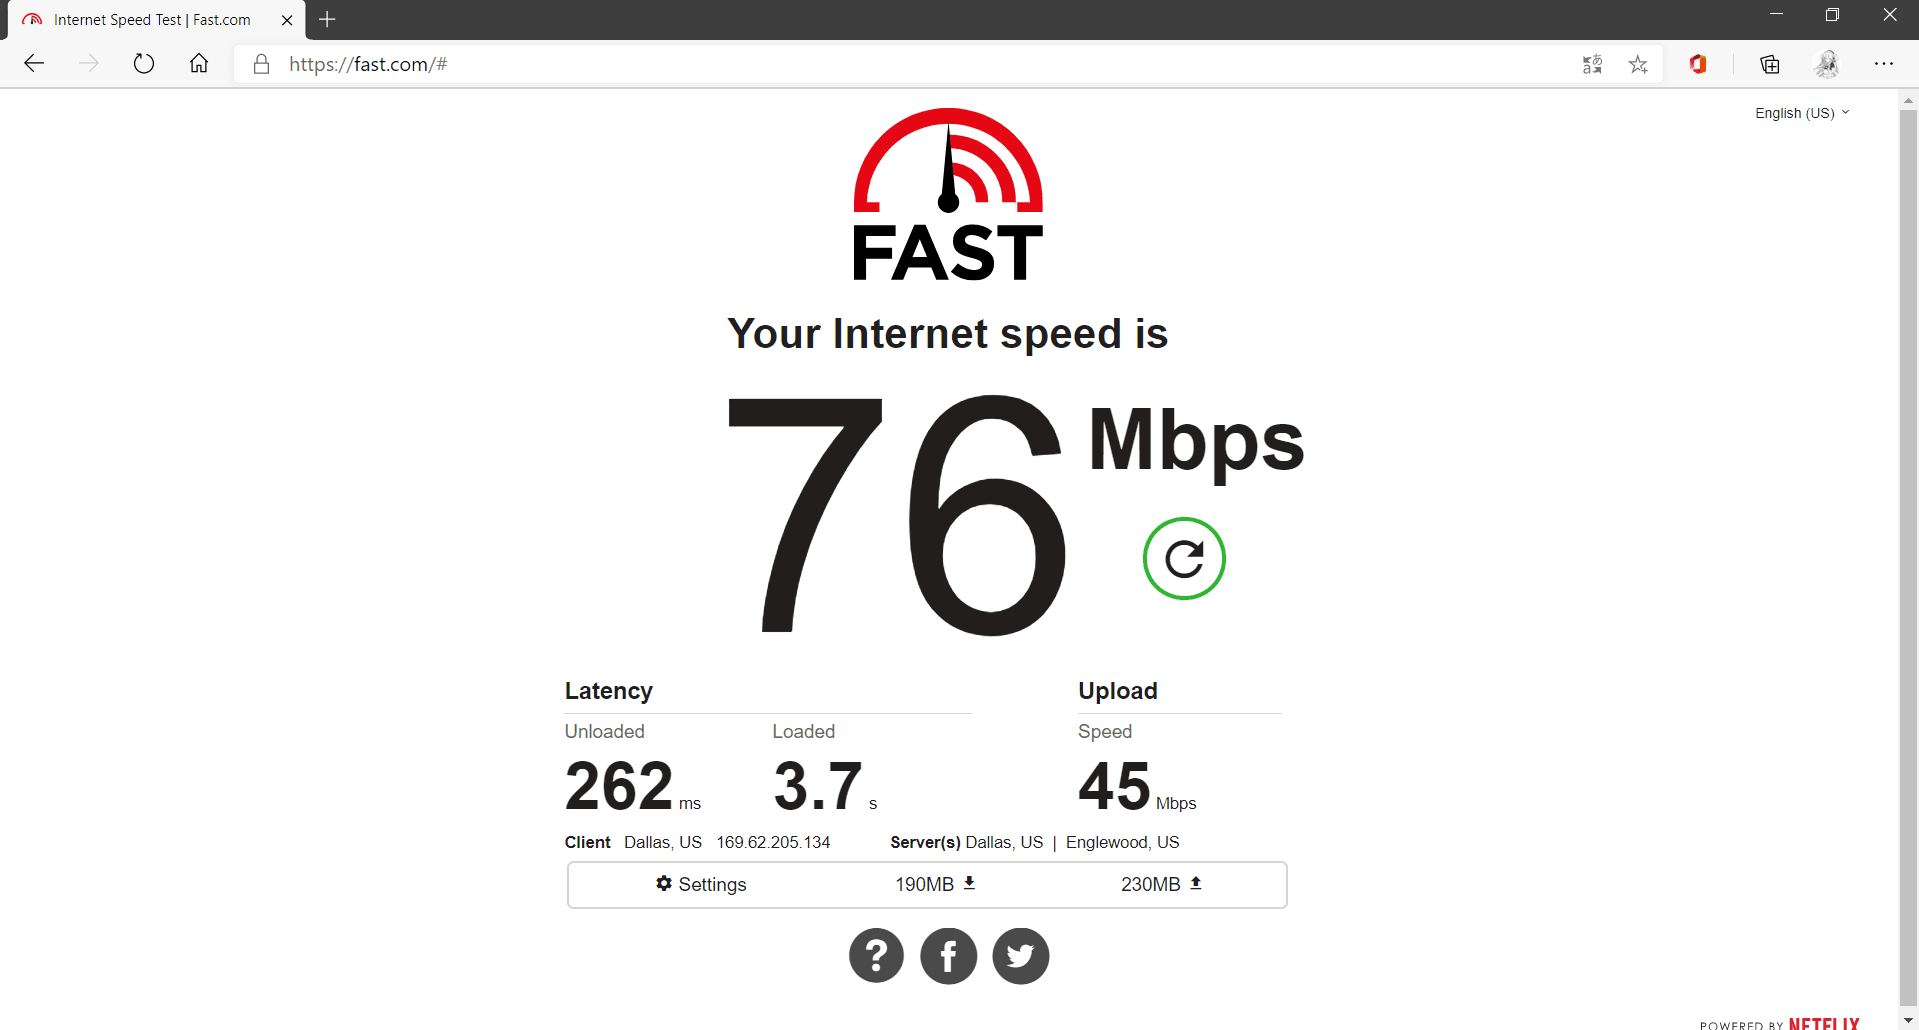 Internet Speed Test | Fast.com
https://fast.com/#
English (US)
FAST
Your Internet speed is
76 Mbps
Latency
Upload
Unloaded
Loaded
Speed
262 ms
3.7 s
45 Mbps
Client Dallas, US 169.62.205.134 Server(s) Dallas, US | Englewood, US
Settings 190MB 230MB
POWERED BY NETFLIX